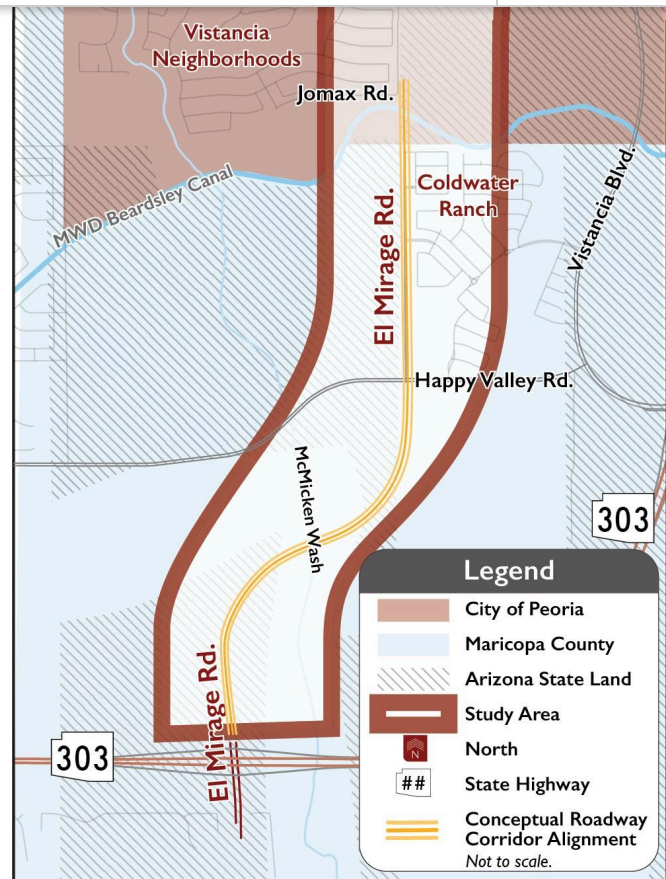 Vistancia
Neighborhoods
Jomax Rd.
MWD Beardsley Canal
Coldwater
Ranch
Vistancia Blvd.
El Mirage Rd.
Happy Valley Rd.
McMicken Wash
303
El Mirage Rd.
303
Legend
City of Peoria
Maricopa County
Arizona State Land
Study Area
N
North
##
State Highway
Conceptual Roadway
Corridor Alignment
Not to scale.